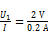 U₁/I = 2 V/0.2 A